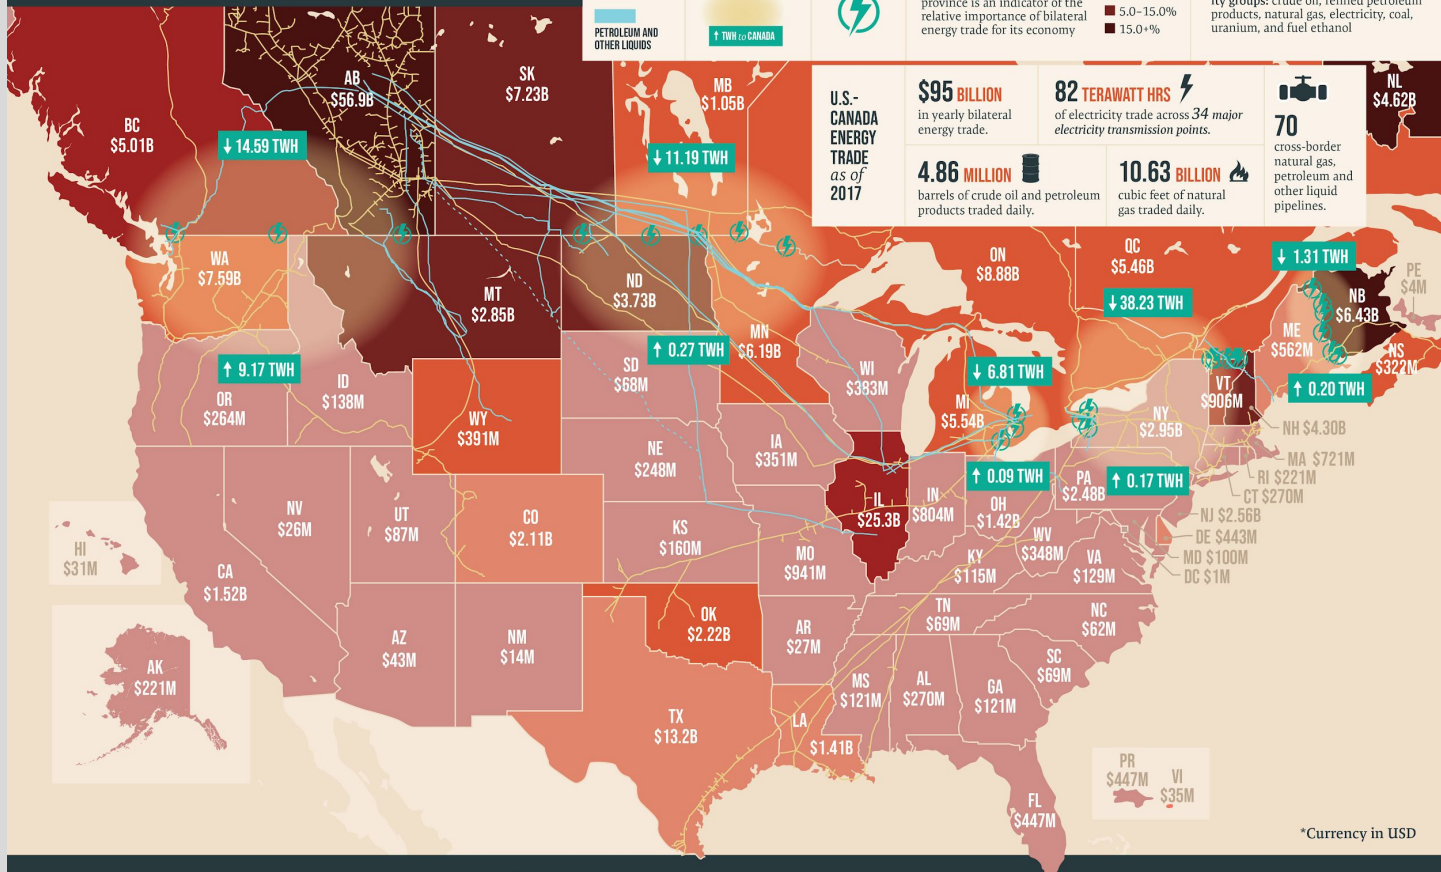 PETROLEUM AND
OTHER LIQUIDS
↑ TWH to CANADA
province is an indicator of the
relative importance of bilateral
energy trade for its economy
5.0–15.0%
15.0+%
ity groups: crude oil, refined petroleum
products, natural gas, electricity, coal,
uranium, and fuel ethanol
U.S.-
CANADA
ENERGY
TRADE
as of
2017
$95 BILLION
in yearly bilateral
energy trade.
82 TERAWATT HRS
of electricity trade across 34 major
electricity transmission points.
4.86 MILLION
barrels of crude oil and petroleum
products traded daily.
10.63 BILLION
cubic feet of natural
gas traded daily.
70
cross-border
natural gas,
petroleum and
other liquid
pipelines.
BC
$5.01B
AB
$56.9B
SK
$7.23B
MB
$1.05B
NL
$4.62B
↓ 14.59 TWH
↓ 11.19 TWH
ON
$8.88B
QC
$5.46B
↓ 1.31 TWH
PE
$4M
NB
$6.43B
NS
$322M
↓ 38.23 TWH
WA
$7.59B
MT
$2.85B
ND
$3.73B
MN
$6.19B
ME
$562M
↑ 9.17 TWH
↑ 0.27 TWH
↓ 6.81 TWH
↑ 0.20 TWH
OR
$264M
ID
$138M
WY
$391M
SD
$68M
WI
$383M
MI
$5.54B
NY
$2.95B
VT
$906M
NH $4.30B
MA $721M
RI $221M
CT $270M
NJ $2.56B
DE $443M
MD $100M
DC $1M
NE
$248M
IA
$351M
IL
$25.3B
IN
$804M
↑ 0.09 TWH
OH
$1.42B
PA
$2.48B
↑ 0.17 TWH
HI
$31M
NV
$26M
UT
$87M
CO
$2.11B
KS
$160M
MO
$941M
KY
$115M
WV
$348M
VA
$129M
CA
$1.52B
AZ
$43M
NM
$14M
OK
$2.22B
AR
$27M
TN
$69M
NC
$62M
SC
$69M
AK
$221M
TX
$13.2B
LA
$1.41B
MS
$121M
AL
$270M
GA
$121M
FL
$447M
PR
$447M
VI
$35M
*Currency in USD